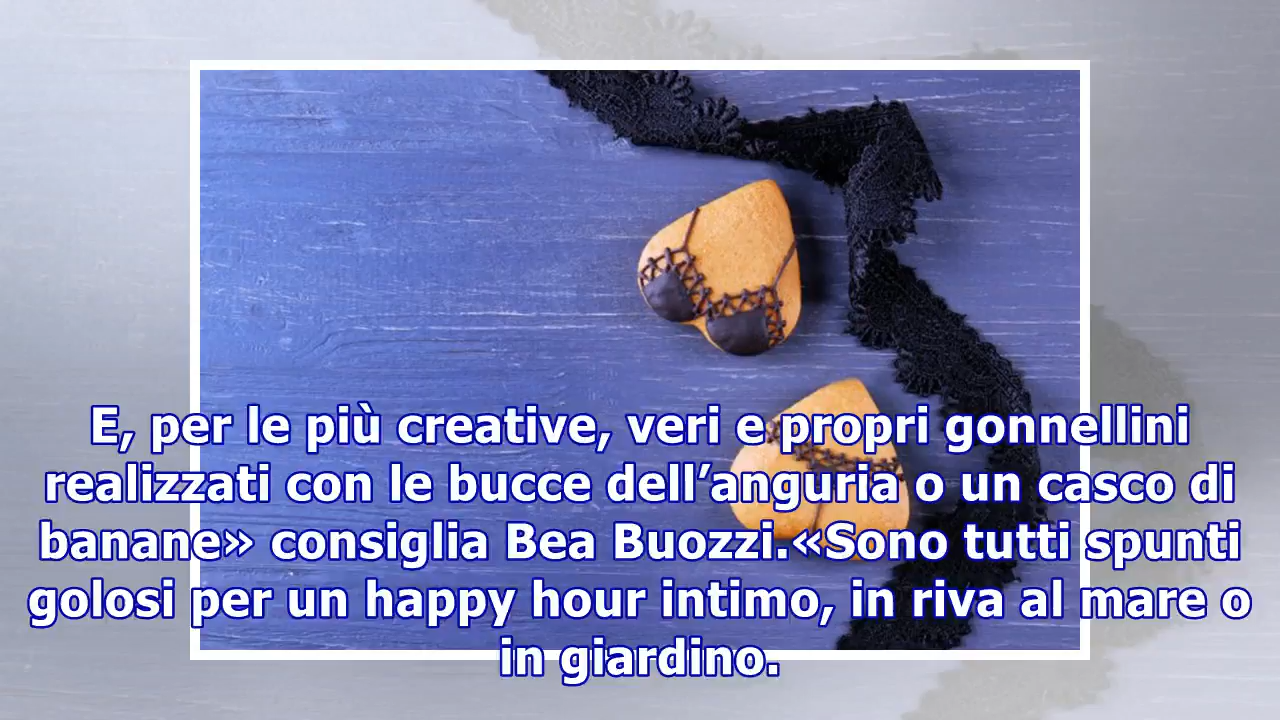 E, per le più creative, veri e propri gonnellini
realizzati con le bucce dell’anguria o un casco di
banane» consiglia Bea Buozzi.«Sono tutti spunti
golosi per un happy hour intimo, in riva al mare o
in giardino.